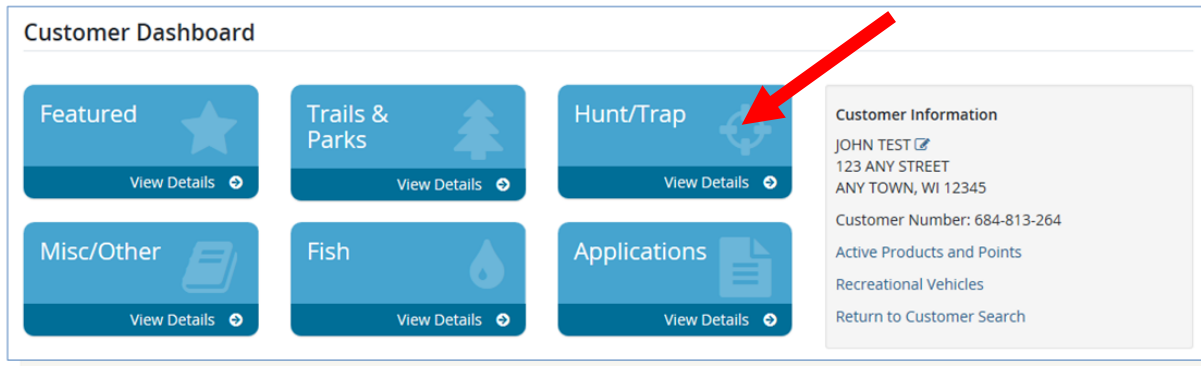 Customer Dashboard
Featured
View Details
Trails &
Parks
View Details
Hunt/Trap
View Details
Misc/Other
View Details
Fish
View Details
Applications
View Details
Customer Information
JOHN TEST
123 ANY STREET
ANY TOWN, WI 12345
Customer Number: 684-813-264
Active Products and Points
Recreational Vehicles
Return to Customer Search